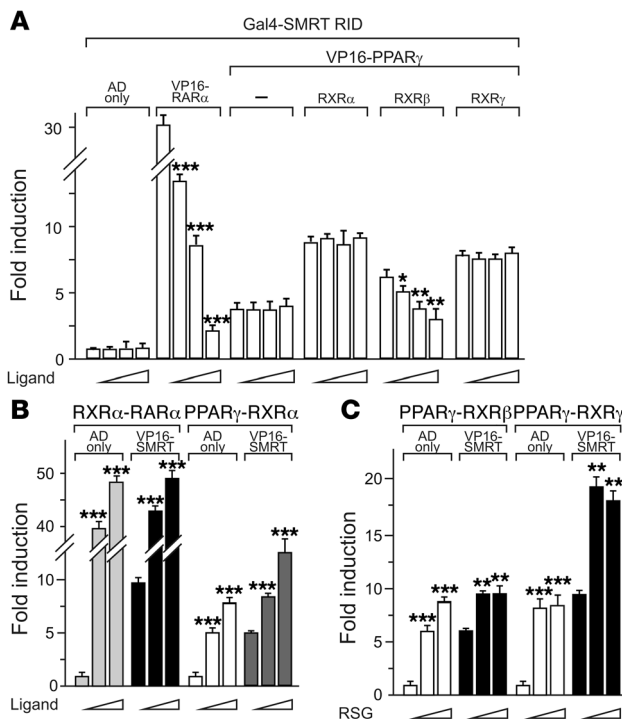 A
Gal4-SMRT RID
VP16-PPARγ
AD only
VP16-RARα
–
RXRα
RXRβ
RXRγ
Fold induction
30
10
5
0
***
***
***
*
**
**
Ligand
B
RXRα-RARα PPARγ-RXRα
AD only
VP16-SMRT
AD only
VP16-SMRT
Fold induction
50
40
10
5
0
***
***
***
***
***
***
***
***
Ligand
C
PPARγ-RXRβ PPARγ-RXRγ
AD only
VP16-SMRT
AD only
VP16-SMRT
Fold induction
20
15
10
5
0
***
***
**
**
***
***
**
**
RSG